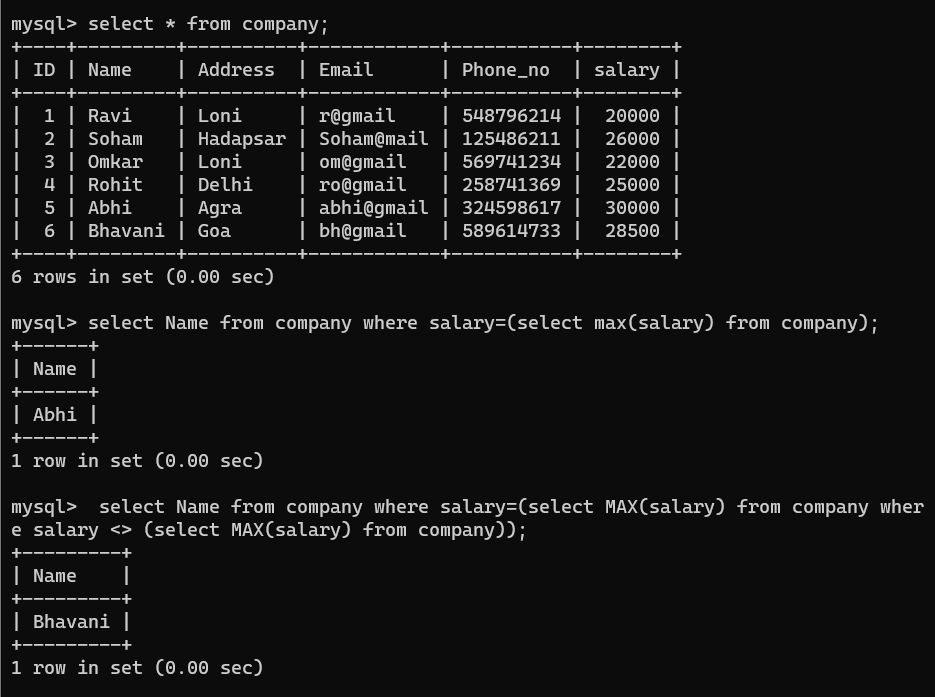 mysql> select * from company;
+----+---------+----------+------------+-----------+--------+
| ID | Name    | Address  | Email      | Phone_no  | salary |
+----+---------+----------+------------+-----------+--------+
|  1 | Ravi    | Loni     | r@gmail    | 548796214 |  20000 |
|  2 | Soham   | Hadapsar | Soham@mail | 125486211 |  26000 |
|  3 | Omkar   | Loni     | om@gmail   | 569741234 |  22000 |
|  4 | Rohit   | Delhi    | ro@gmail   | 258741369 |  25000 |
|  5 | Abhi    | Agra     | abhi@gmail | 324598617 |  30000 |
|  6 | Bhavani | Goa      | bh@gmail   | 589614733 |  28500 |
+----+---------+----------+------------+-----------+--------+
6 rows in set (0.00 sec)

mysql> select Name from company where salary=(select max(salary) from company);
+------+
| Name |
+------+
| Abhi |
+------+
1 row in set (0.00 sec)

mysql>  select Name from company where salary=(select MAX(salary) from company wher
e salary <> (select MAX(salary) from company));
+---------+
| Name    |
+---------+
| Bhavani |
+---------+
1 row in set (0.00 sec)